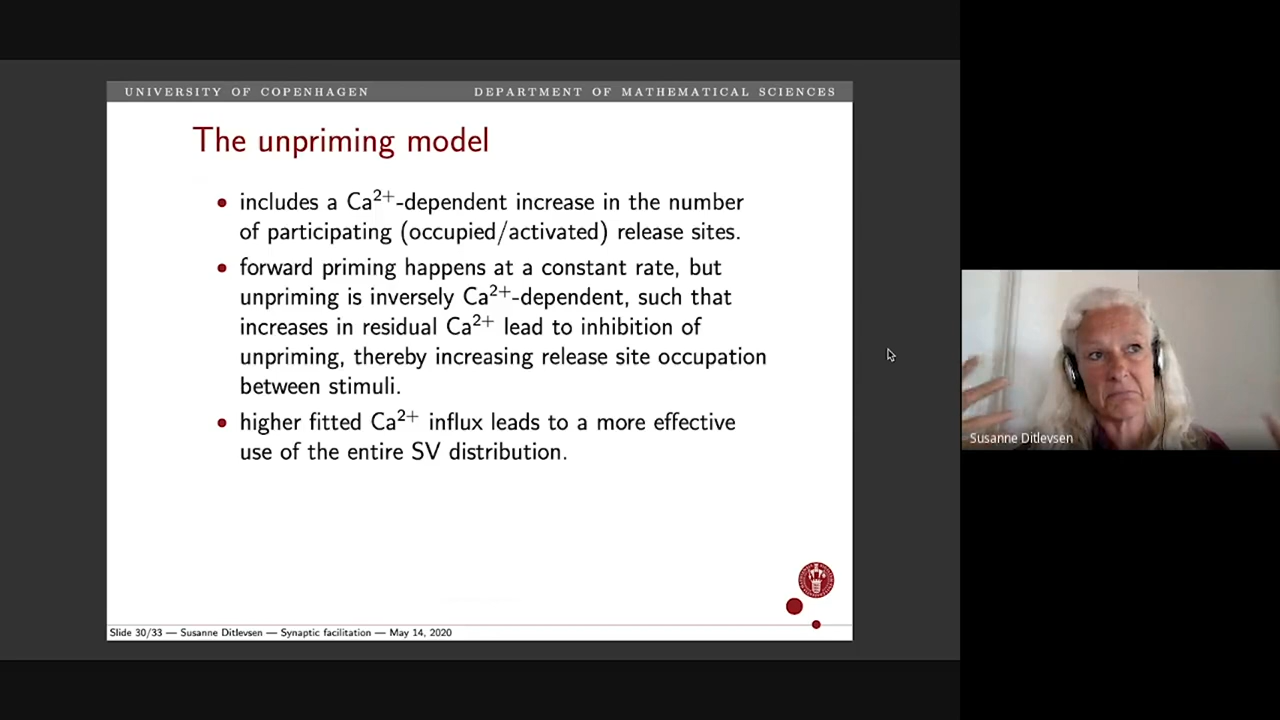 UNIVERSITY OF COPENHAGEN DEPARTMENT OF MATHEMATICAL SCIENCES
The unpriming model
• includes a Ca²⁺-dependent increase in the number
of participating (occupied/activated) release sites.
• forward priming happens at a constant rate, but
unpriming is inversely Ca²⁺-dependent, such that
increases in residual Ca²⁺ lead to inhibition of
unpriming, thereby increasing release site occupation
between stimuli.
• higher fitted Ca²⁺ influx leads to a more effective
use of the entire SV distribution.
Slide 30/33 — Susanne Ditlevsen — Synaptic facilitation — May 14, 2020
Susanne Ditlevsen